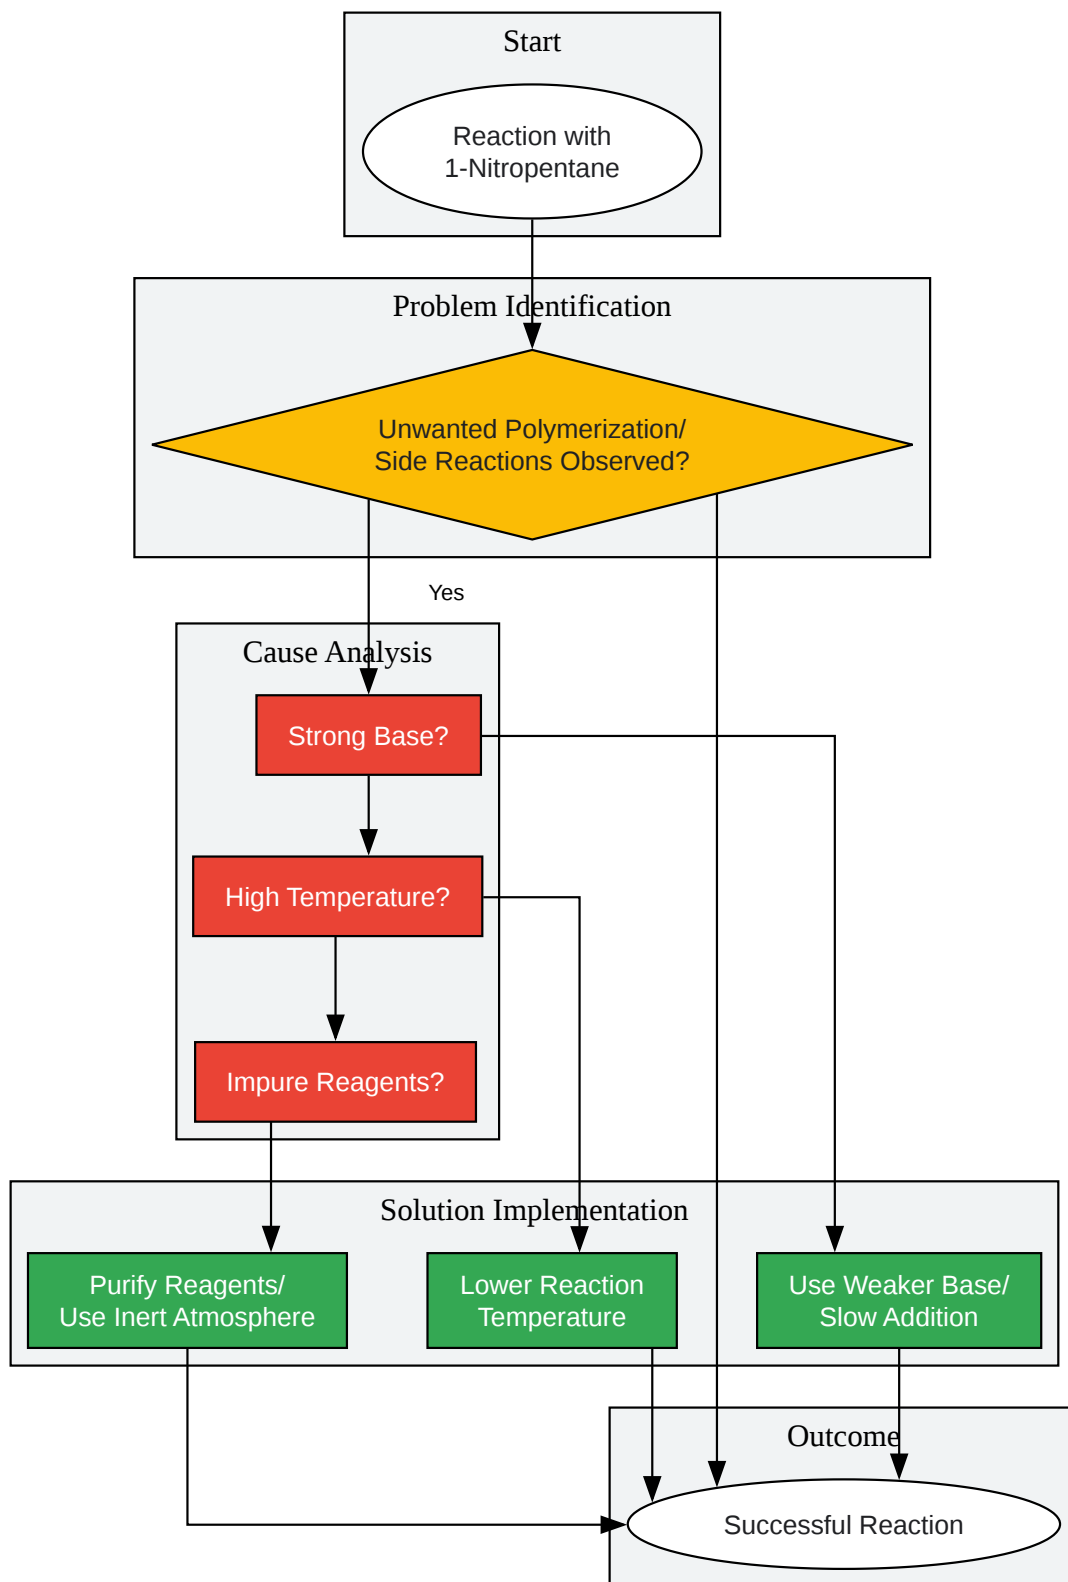 Start
Reaction with
1-Nitropentane
Problem Identification
Unwanted Polymerization/
Side Reactions Observed?
Yes
Cause Analysis
Strong Base?
High Temperature?
Impure Reagents?
Solution Implementation
Purify Reagents/
Use Inert Atmosphere
Lower Reaction
Temperature
Use Weaker Base/
Slow Addition
Outcome
Successful Reaction